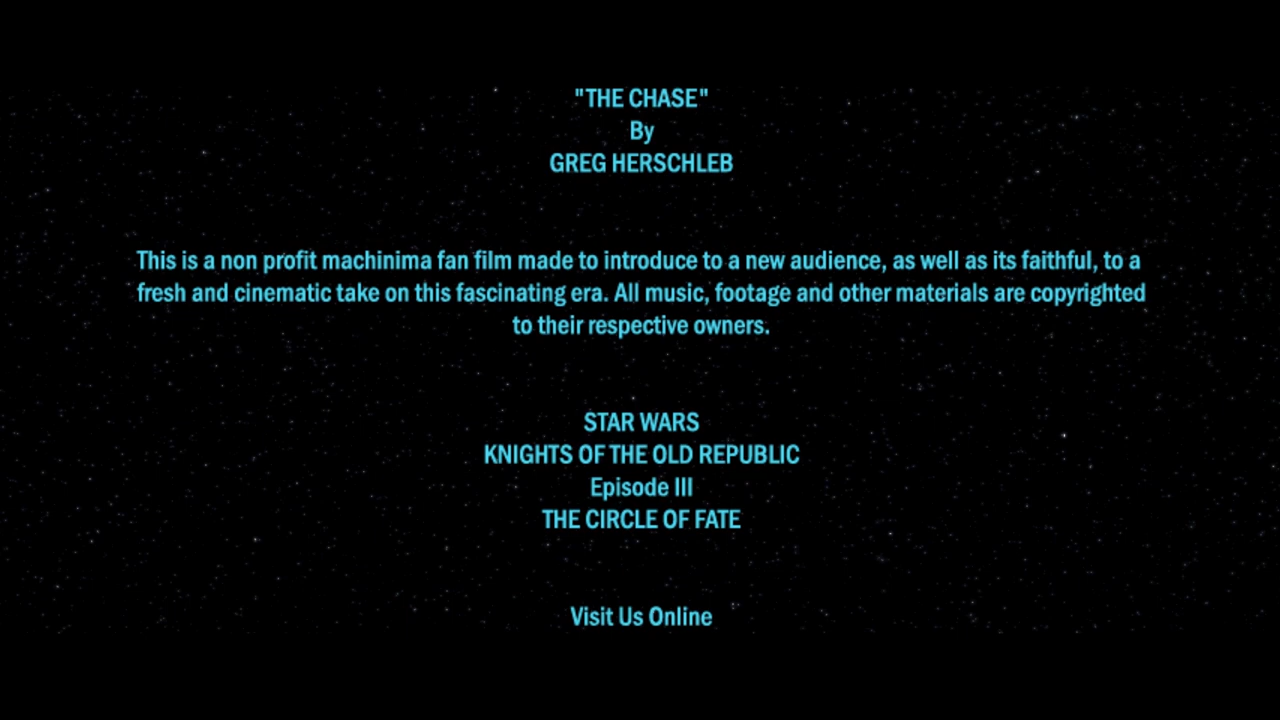 "THE CHASE"
By
GREG HERSCHLEB
This is a non profit machinima fan film made to introduce to a new audience, as well as its faithful, to a
fresh and cinematic take on this fascinating era. All music, footage and other materials are copyrighted
to their respective owners.
STAR WARS
KNIGHTS OF THE OLD REPUBLIC
Episode III
THE CIRCLE OF FATE
Visit Us Online